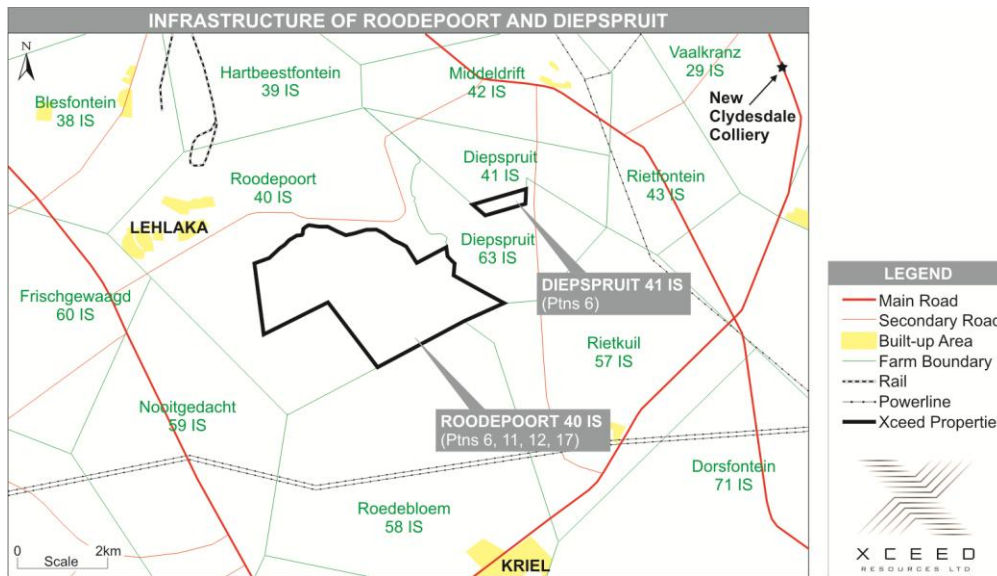 INFRASTRUCTURE OF ROODEPOORT AND DIEPSPRUIT
N
Blesfontein
38 IS
Hartbeestfontein
39 IS
Middeldrift
42 IS
Vaalkranz
29 IS
New
Clydesdale
Colliery
Roodepoort
40 IS
Diepspruit
41 IS
Rietfontein
43 IS
LEHLAKA
Diepspruit
63 IS
DIEPSPRUIT 41 IS
(Ptns 6)
Frischgewaagd
60 IS
Rietkuil
57 IS
Nooitgedacht
59 IS
ROODEPOORT 40 IS
(Ptns 6, 11, 12, 17)
Dorsfontein
71 IS
Roedebloem
58 IS
KRIEL
0 2km
Scale
LEGEND
Main Road
Secondary Road
Built-up Area
Farm Boundary
Rail
Powerline
Xceed Propertie
XCEED
RESOURCES LTD